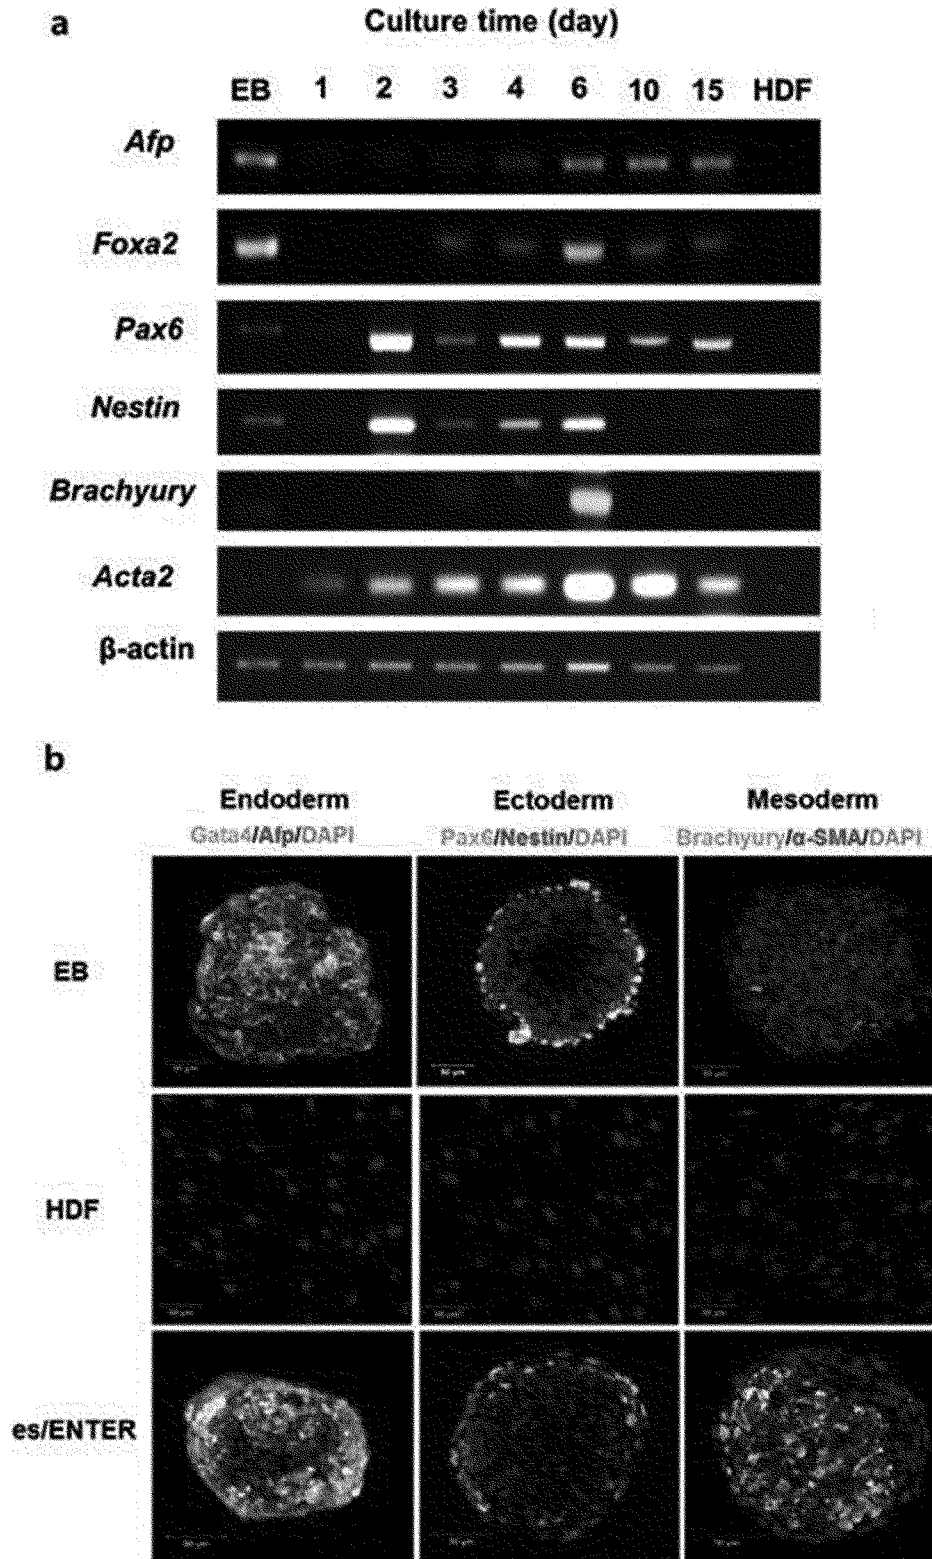 a
Culture time (day)
EB 1 2 3 4 6 10 15 HDF
Afp
Foxa2
Pax6
Nestin
Brachyury
Acta2
β-actin
b
Endoderm Ectoderm Mesoderm
Gata4/Afp/DAPI Pax6/Nestin/DAPI Brachyury/α-SMA/DAPI
EB
HDF
es/ENTER